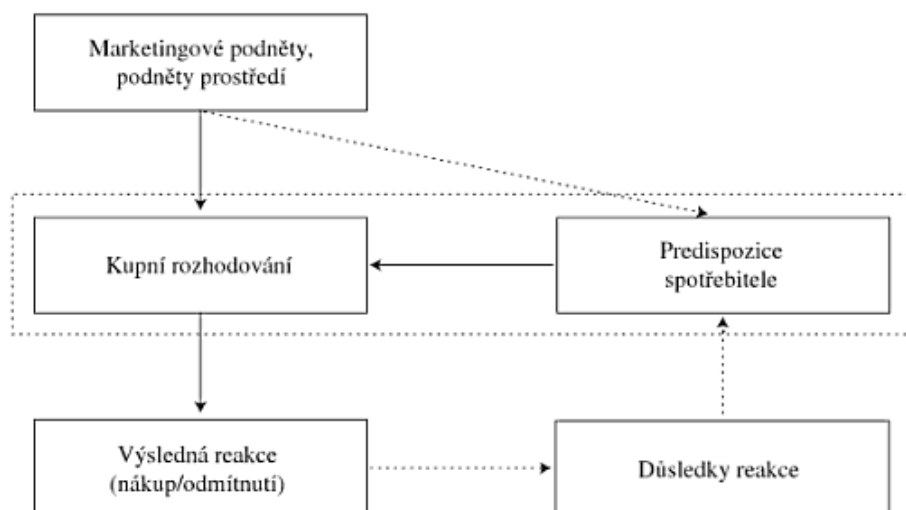 Marketingové podněty,
podněty prostředí
Kupní rozhodování
Predispozice
spotřebitele
Výsledná reakce
(nákup/odmítnutí)
Důsledky reakce